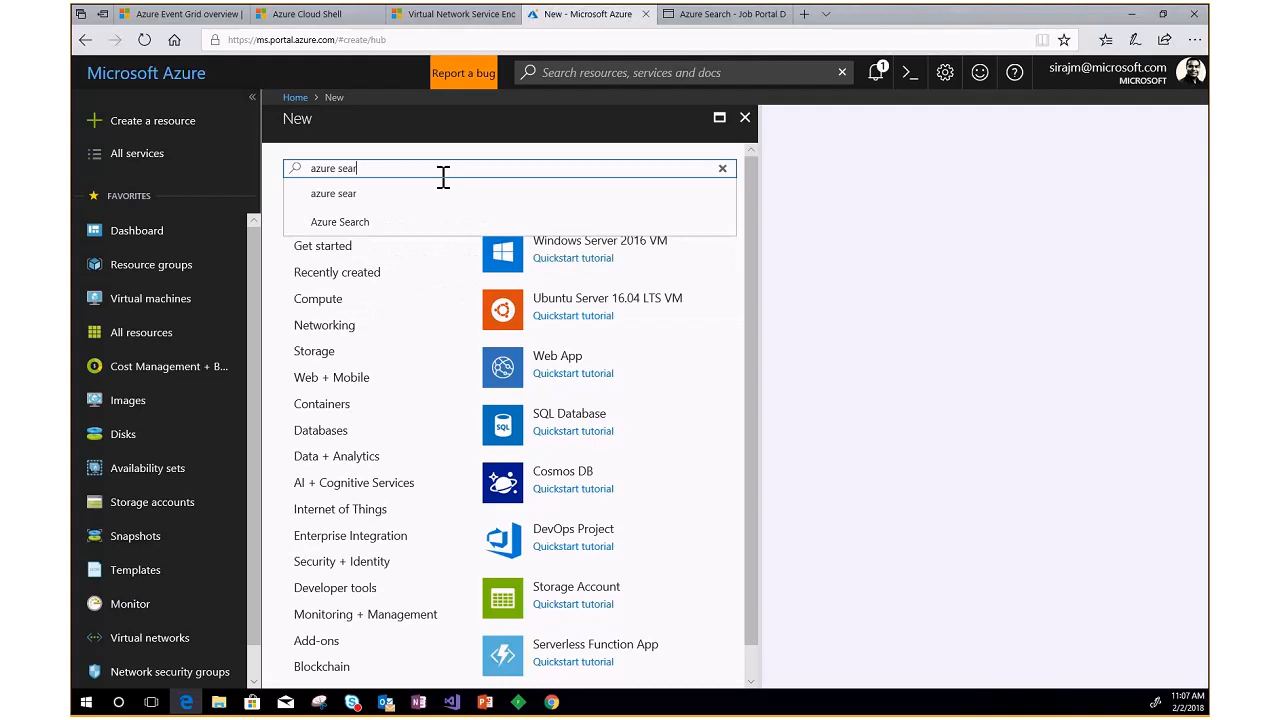 Azure Event Grid overview |
Azure Cloud Shell
Virtual Network Service Enc
New - Microsoft Azure
Azure Search - Job Portal D
https://ms.portal.azure.com/#create/hub
Microsoft Azure
Report a bug
Search resources, services and docs
1
sirajm@microsoft.com
MICROSOFT
Create a resource
All services
FAVORITES
Dashboard
Resource groups
Virtual machines
All resources
Cost Management + B...
Images
Disks
Availability sets
Storage accounts
Snapshots
Templates
Monitor
Virtual networks
Network security groups
Home > New
New
azure sear
azure sear
Azure Search
Get started
Recently created
Compute
Networking
Storage
Web + Mobile
Containers
Databases
Data + Analytics
AI + Cognitive Services
Internet of Things
Enterprise Integration
Security + Identity
Developer tools
Monitoring + Management
Add-ons
Blockchain
Windows Server 2016 VM
Quickstart tutorial
Ubuntu Server 16.04 LTS VM
Quickstart tutorial
Web App
Quickstart tutorial
SQL
SQL Database
Quickstart tutorial
Cosmos DB
Quickstart tutorial
DevOps Project
Quickstart tutorial
Storage Account
Quickstart tutorial
Serverless Function App
Quickstart tutorial
11:07 AM
2/2/2018